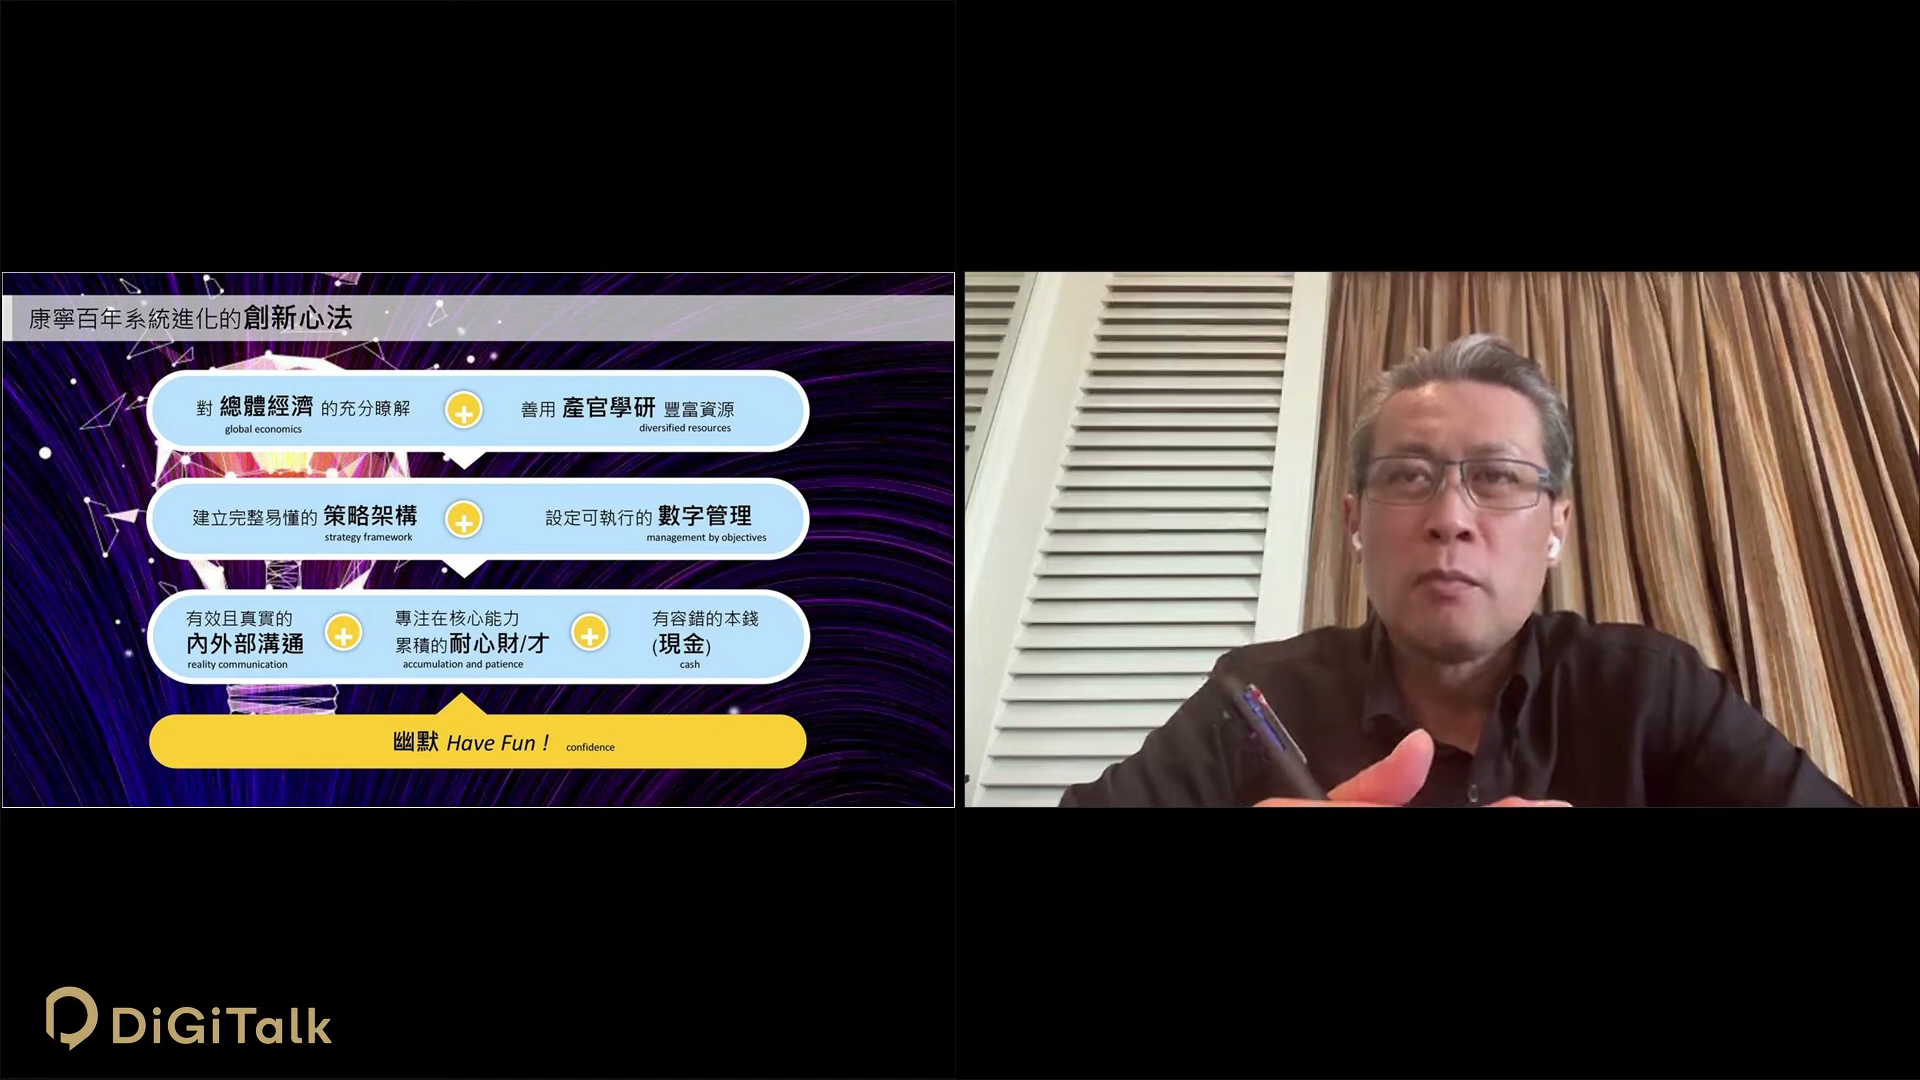 康寧百年系統進化的創新心法
對 總體經濟 的充分瞭解
global economics
善用 產官學研 豐富資源
diversified resources
建立完整易懂的 策略架構
strategy framework
設定可執行的 數字管理
management by objectives
有效且真實的
內外部溝通
reality communication
專注在核心能力
累積的耐心財/才
accumulation and patience
有容錯的本錢
(現金)
cash
幽默 Have Fun ! confidence
DiGiTalk